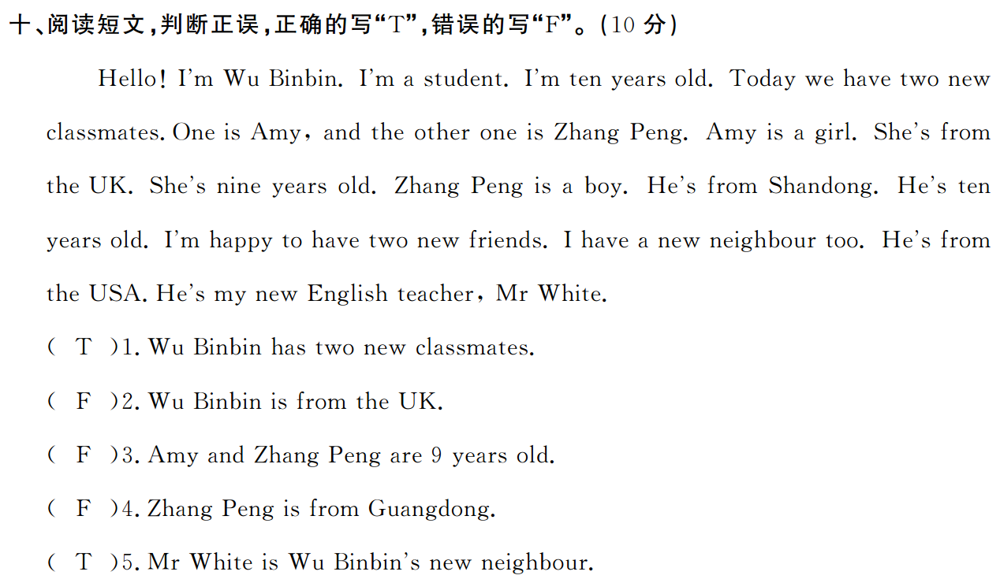 十、阅读短文,判断正误,正确的写“T”,错误的写“F”。(10 分)
Hello! I'm Wu Binbin. I'm a student. I'm ten years old. Today we have two new
classmates. One is Amy, and the other one is Zhang Peng. Amy is a girl. She's from
the UK. She's nine years old. Zhang Peng is a boy. He's from Shandong. He's ten
years old. I'm happy to have two new friends. I have a new neighbour too. He's from
the USA. He's my new English teacher, Mr White.
( T )1. Wu Binbin has two new classmates.
( F )2. Wu Binbin is from the UK.
( F )3. Amy and Zhang Peng are 9 years old.
( F )4. Zhang Peng is from Guangdong.
( T )5. Mr White is Wu Binbin's new neighbour.